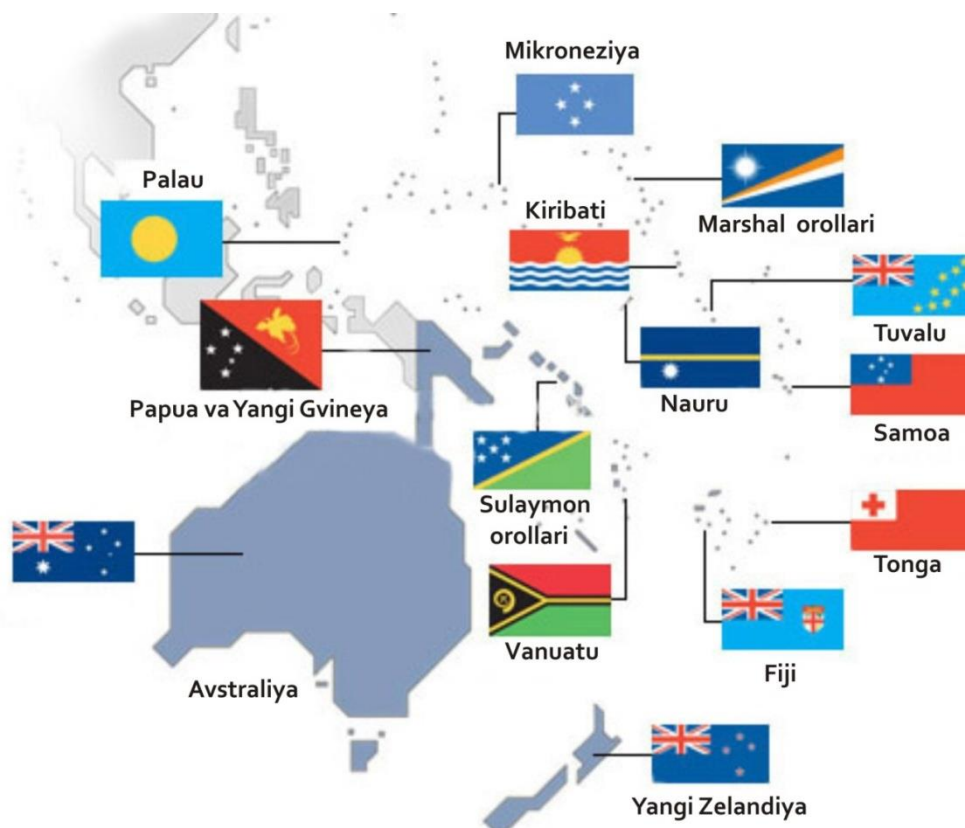 Mikroneziya
Palau
Kiribati
Marshal orollari
Tuvalu
Papua va Yangi Gvineya
Nauru
Samoa
Sulaymon
orollari
Tonga
Vanuatu
Fiji
Avstraliya
Yangi Zelandiya